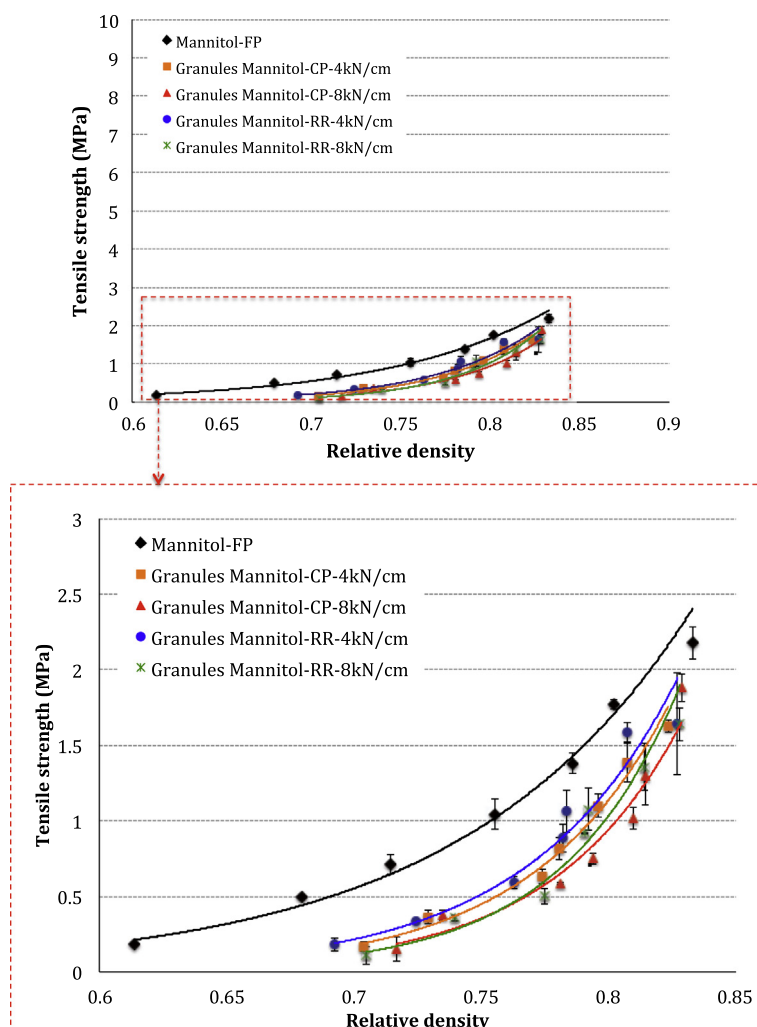 10
9
8
7
6
5
4
3
2
1
0
Tensile strength (MPa)
Mannitol-FP
Granules Mannitol-CP-4kN/cm
Granules Mannitol-CP-8kN/cm
Granules Mannitol-RR-4kN/cm
Granules Mannitol-RR-8kN/cm
0.6 0.65 0.7 0.75 0.8 0.85 0.9
Relative density
3
2.5
2
1.5
1
0.5
0
Tensile strength (MPa)
Mannitol-FP
Granules Mannitol-CP-4kN/cm
Granules Mannitol-CP-8kN/cm
Granules Mannitol-RR-4kN/cm
Granules Mannitol-RR-8kN/cm
0.6 0.65 0.7 0.75 0.8 0.85
Relative density